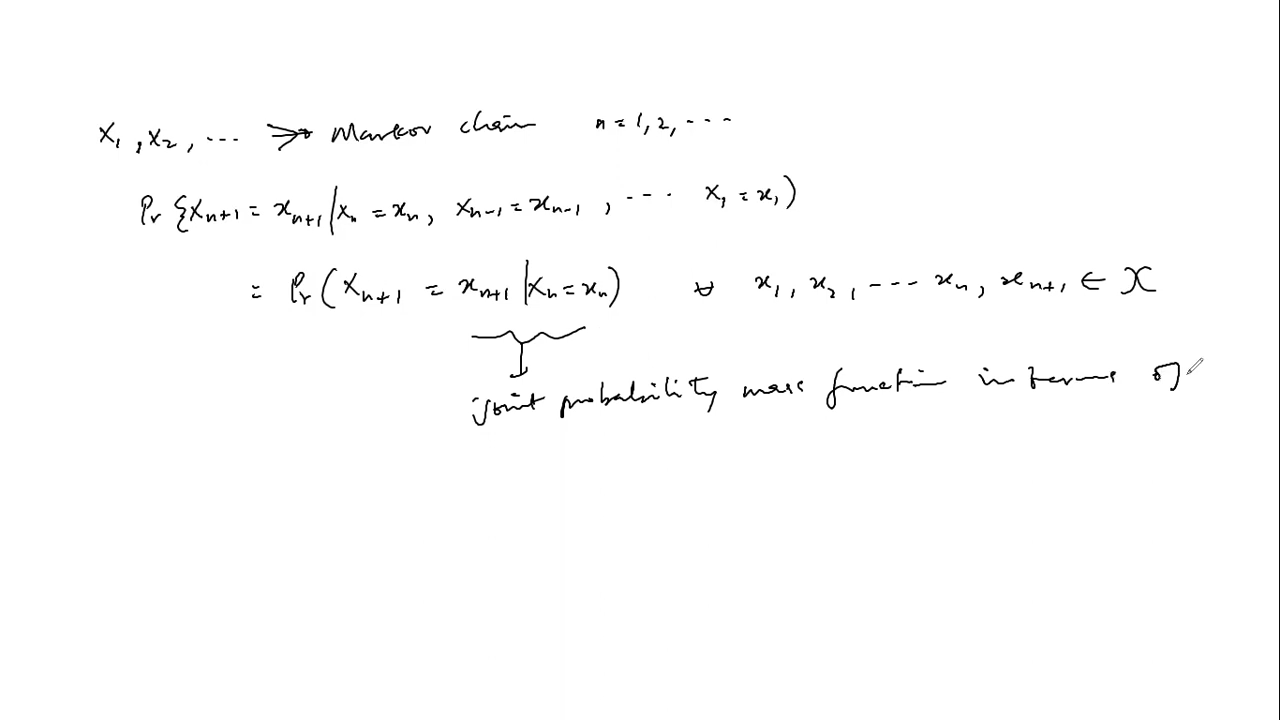 X₁, X₂, ... → Markov chain n = 1, 2, ...
Pr {Xₙ₊₁ = xₙ₊₁ | Xₙ = xₙ, Xₙ₋₁ = xₙ₋₁, ... X₁ = x₁)
= Pr (Xₙ₊₁ = xₙ₊₁ | Xₙ = xₙ) ∀ x₁, x₂, ... xₙ, xₙ₊₁ ∈ 𝒳
joint probability mass function in terms of